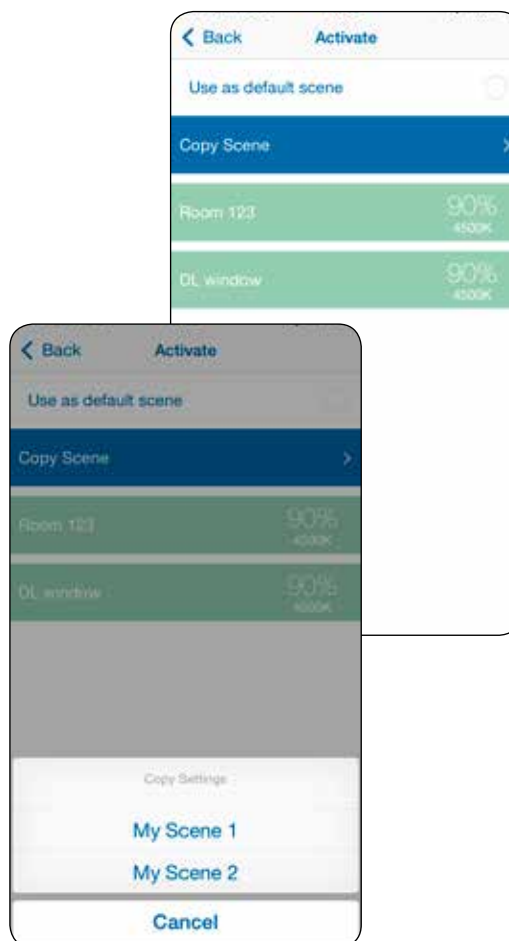 Back Activate
Use as default scene
Copy Scene
Room 123 90%
4500K
DL window 90%
4500K
Back Activate
Use as default scene
Copy Scene
Room 123 90%
4500K
DL window 90%
4500K
Copy Settings
My Scene 1
My Scene 2
Cancel